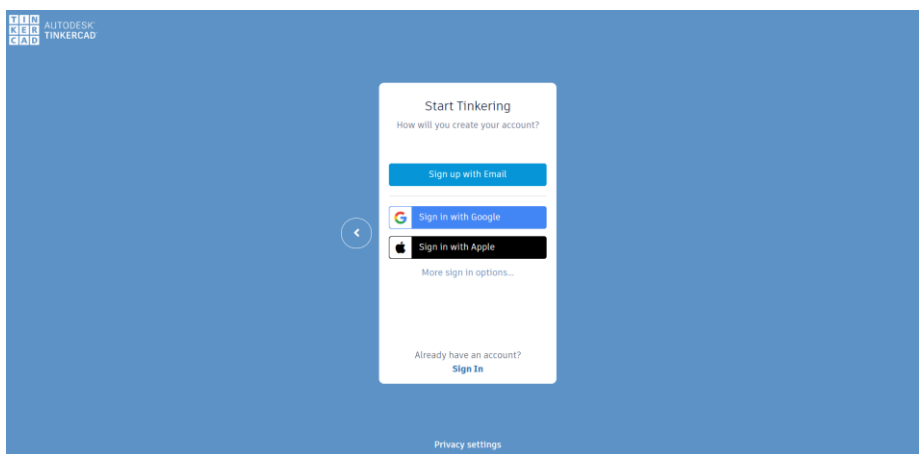 TIN
KER
CAD
AUTODESK®
TINKERCAD®
Start Tinkering
How will you create your account?
Sign up with Email
Sign in with Google
Sign in with Apple
More sign in options...
Already have an account?
Sign In
Privacy settings